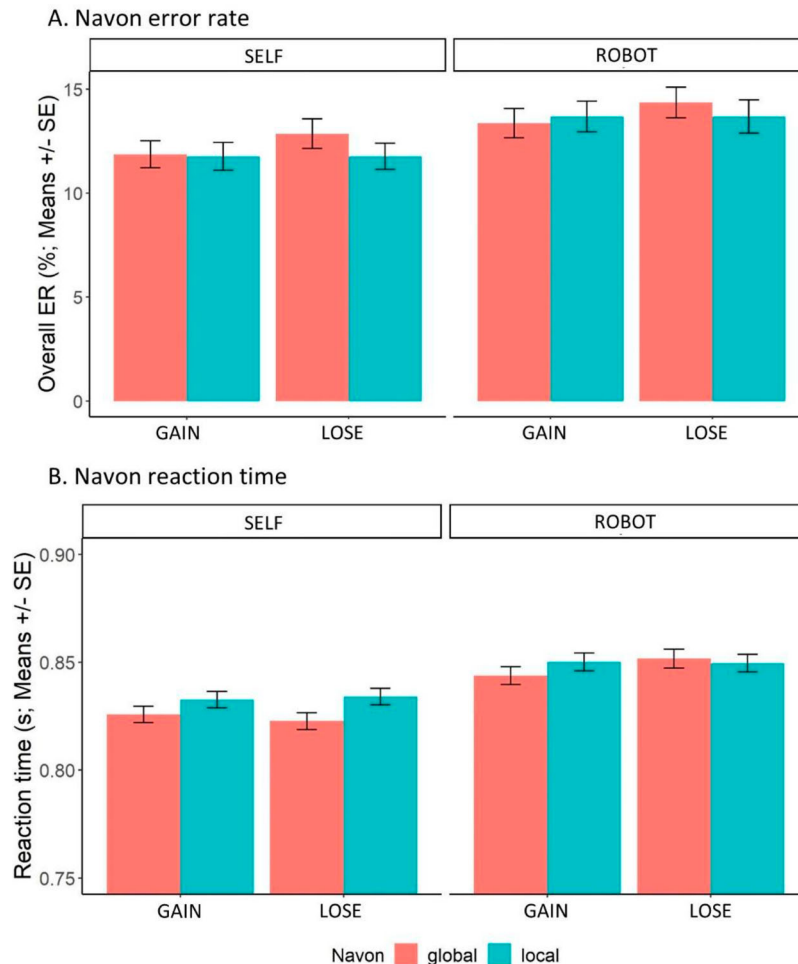 A. Navon error rate
SELF ROBOT
Overall ER (%; Means +/- SE)
15
10
5
0
GAIN LOSE GAIN LOSE
B. Navon reaction time
SELF ROBOT
Reaction time (s; Means +/- SE)
0.90
0.85
0.80
0.75
GAIN LOSE GAIN LOSE
Navon global local